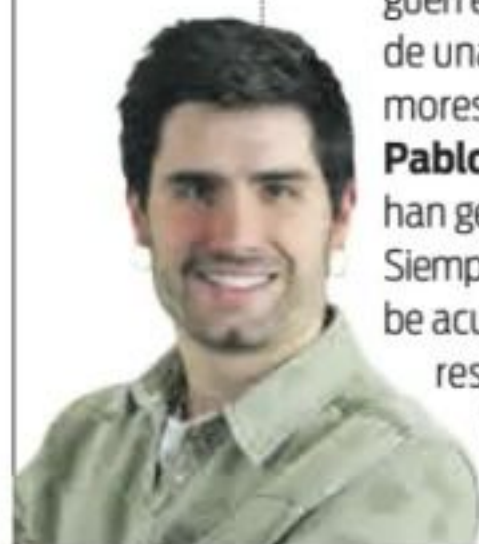 guerre
de una
mores
Pablo
han ge
Siemp
be acu
res